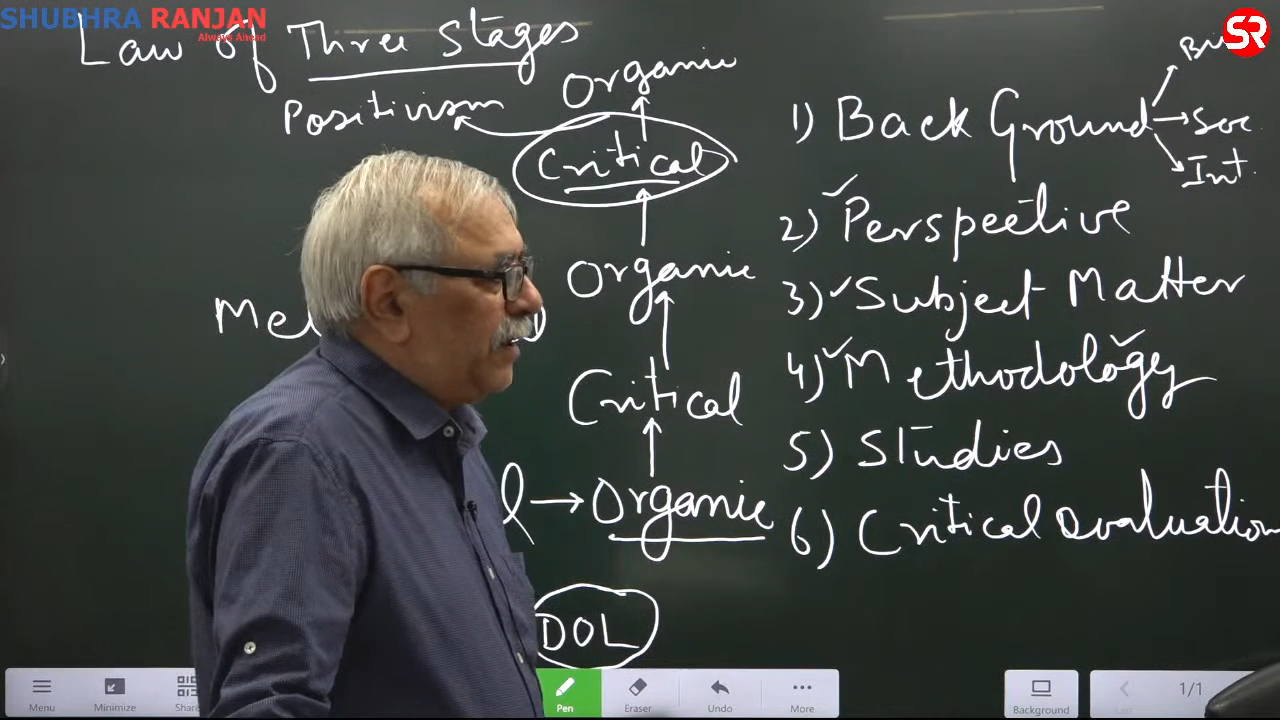 SHUBHRA RANJAN
Always Ahead
SR
Law of Three Stages
Positivism
Organic
Critical
Organic
Critical
Organic
DOL
1) BackGround
Soc
Int.
2) Perspective
3) Subject Matter
4) Methodology
5) Studies
6) Critical Evaluation
Menu
Minimize
Pen
Eraser
Undo
More
Background
1/1